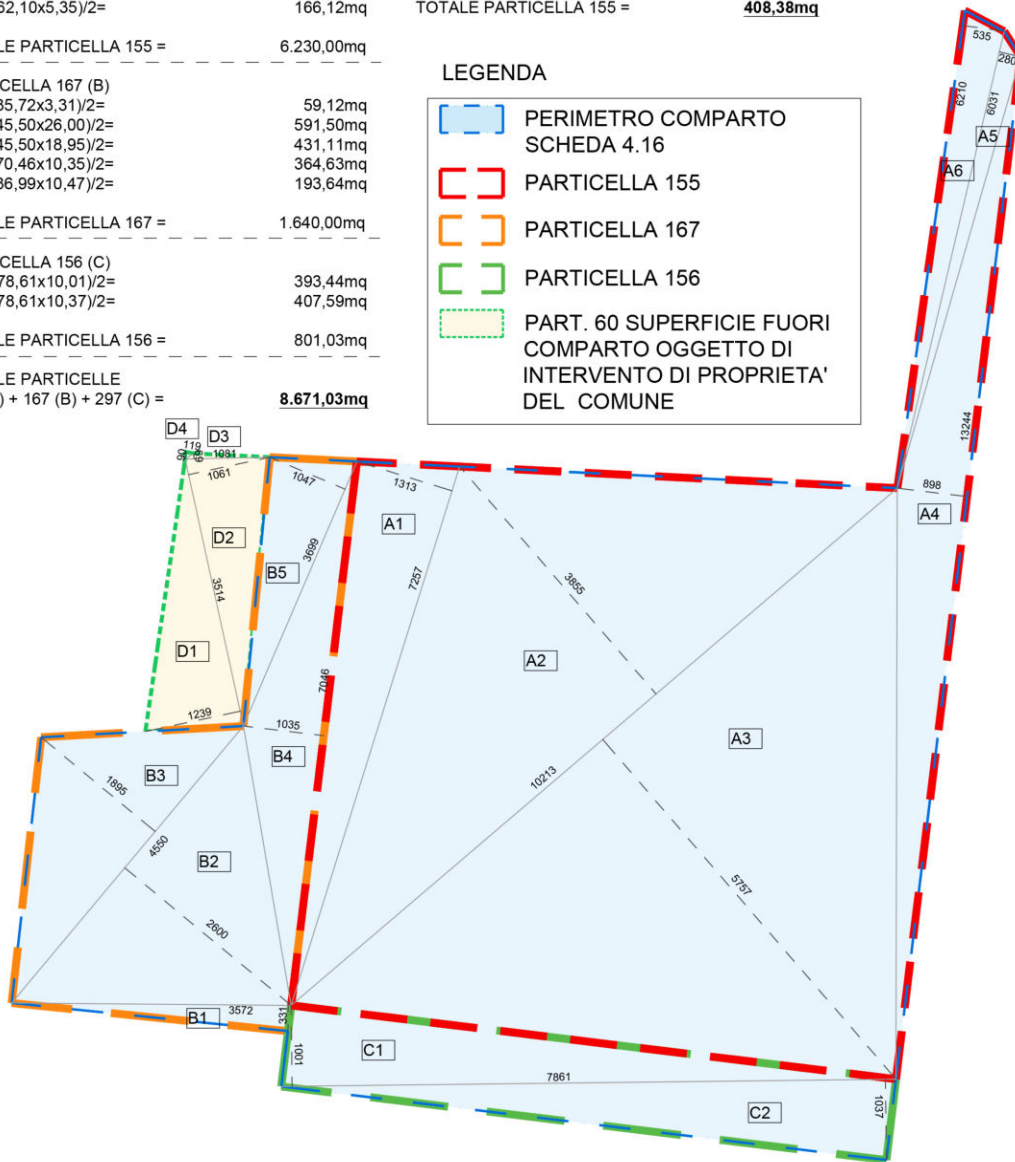 62,10x5,35)/2= 166,12mq
LE PARTICELLA 155 = 6.230,00mq
ICELLA 167 (B)
35,72x3,31)/2= 59,12mq
45,50x26,00)/2= 591,50mq
45,50x18,95)/2= 431,11mq
70,46x10,35)/2= 364,63mq
36,99x10,47)/2= 193,64mq
LE PARTICELLA 167 = 1.640,00mq
ICELLA 156 (C)
78,61x10,01)/2= 393,44mq
78,61x10,37)/2= 407,59mq
LE PARTICELLA 156 = 801,03mq
LE PARTICELLE
) + 167 (B) + 297 (C) = 8.671,03mq
TOTALE PARTICELLA 155 = 408,38mq
LEGENDA
PERIMETRO COMPARTO
SCHEDA 4.16
PARTICELLA 155
PARTICELLA 167
PARTICELLA 156
PART. 60 SUPERFICIE FUORI
COMPARTO OGGETTO DI
INTERVENTO DI PROPRIETA'
DEL COMUNE
535
280
6210
6031
A5
A6
13244
898
A4
D4
D3
119
69
90
1081
1061
1047
1313
A1
D2
3699
B5
7257
3855
3514
A2
D1
7046
1239
1035
A3
B4
B3
1895
10213
4550
B2
5757
2600
3572
B1
331
C1
1001
7861
C2
1037